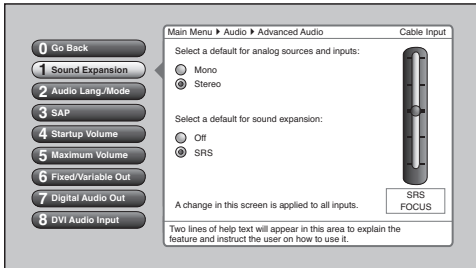 Main Menu ▶ Audio ▶ Advanced Audio
Cable Input
0 Go Back
1 Sound Expansion
2 Audio Lang./Mode
3 SAP
4 Startup Volume
5 Maximum Volume
6 Fixed/Variable Out
7 Digital Audio Out
8 DVI Audio Input
Select a default for analog sources and inputs:
Mono
Stereo
Select a default for sound expansion:
Off
SRS
A change in this screen is applied to all inputs.
SRS
FOCUS
Two lines of help text will appear in this area to explain the
feature and instruct the user on how to use it.